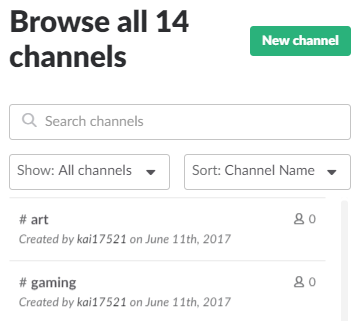 Browse all 14
channels
New channel
Search channels
Show: All channels
Sort: Channel Name
# art
0
Created by kai17521 on June 11th, 2017
# gaming
0
Created by kai17521 on June 11th, 2017